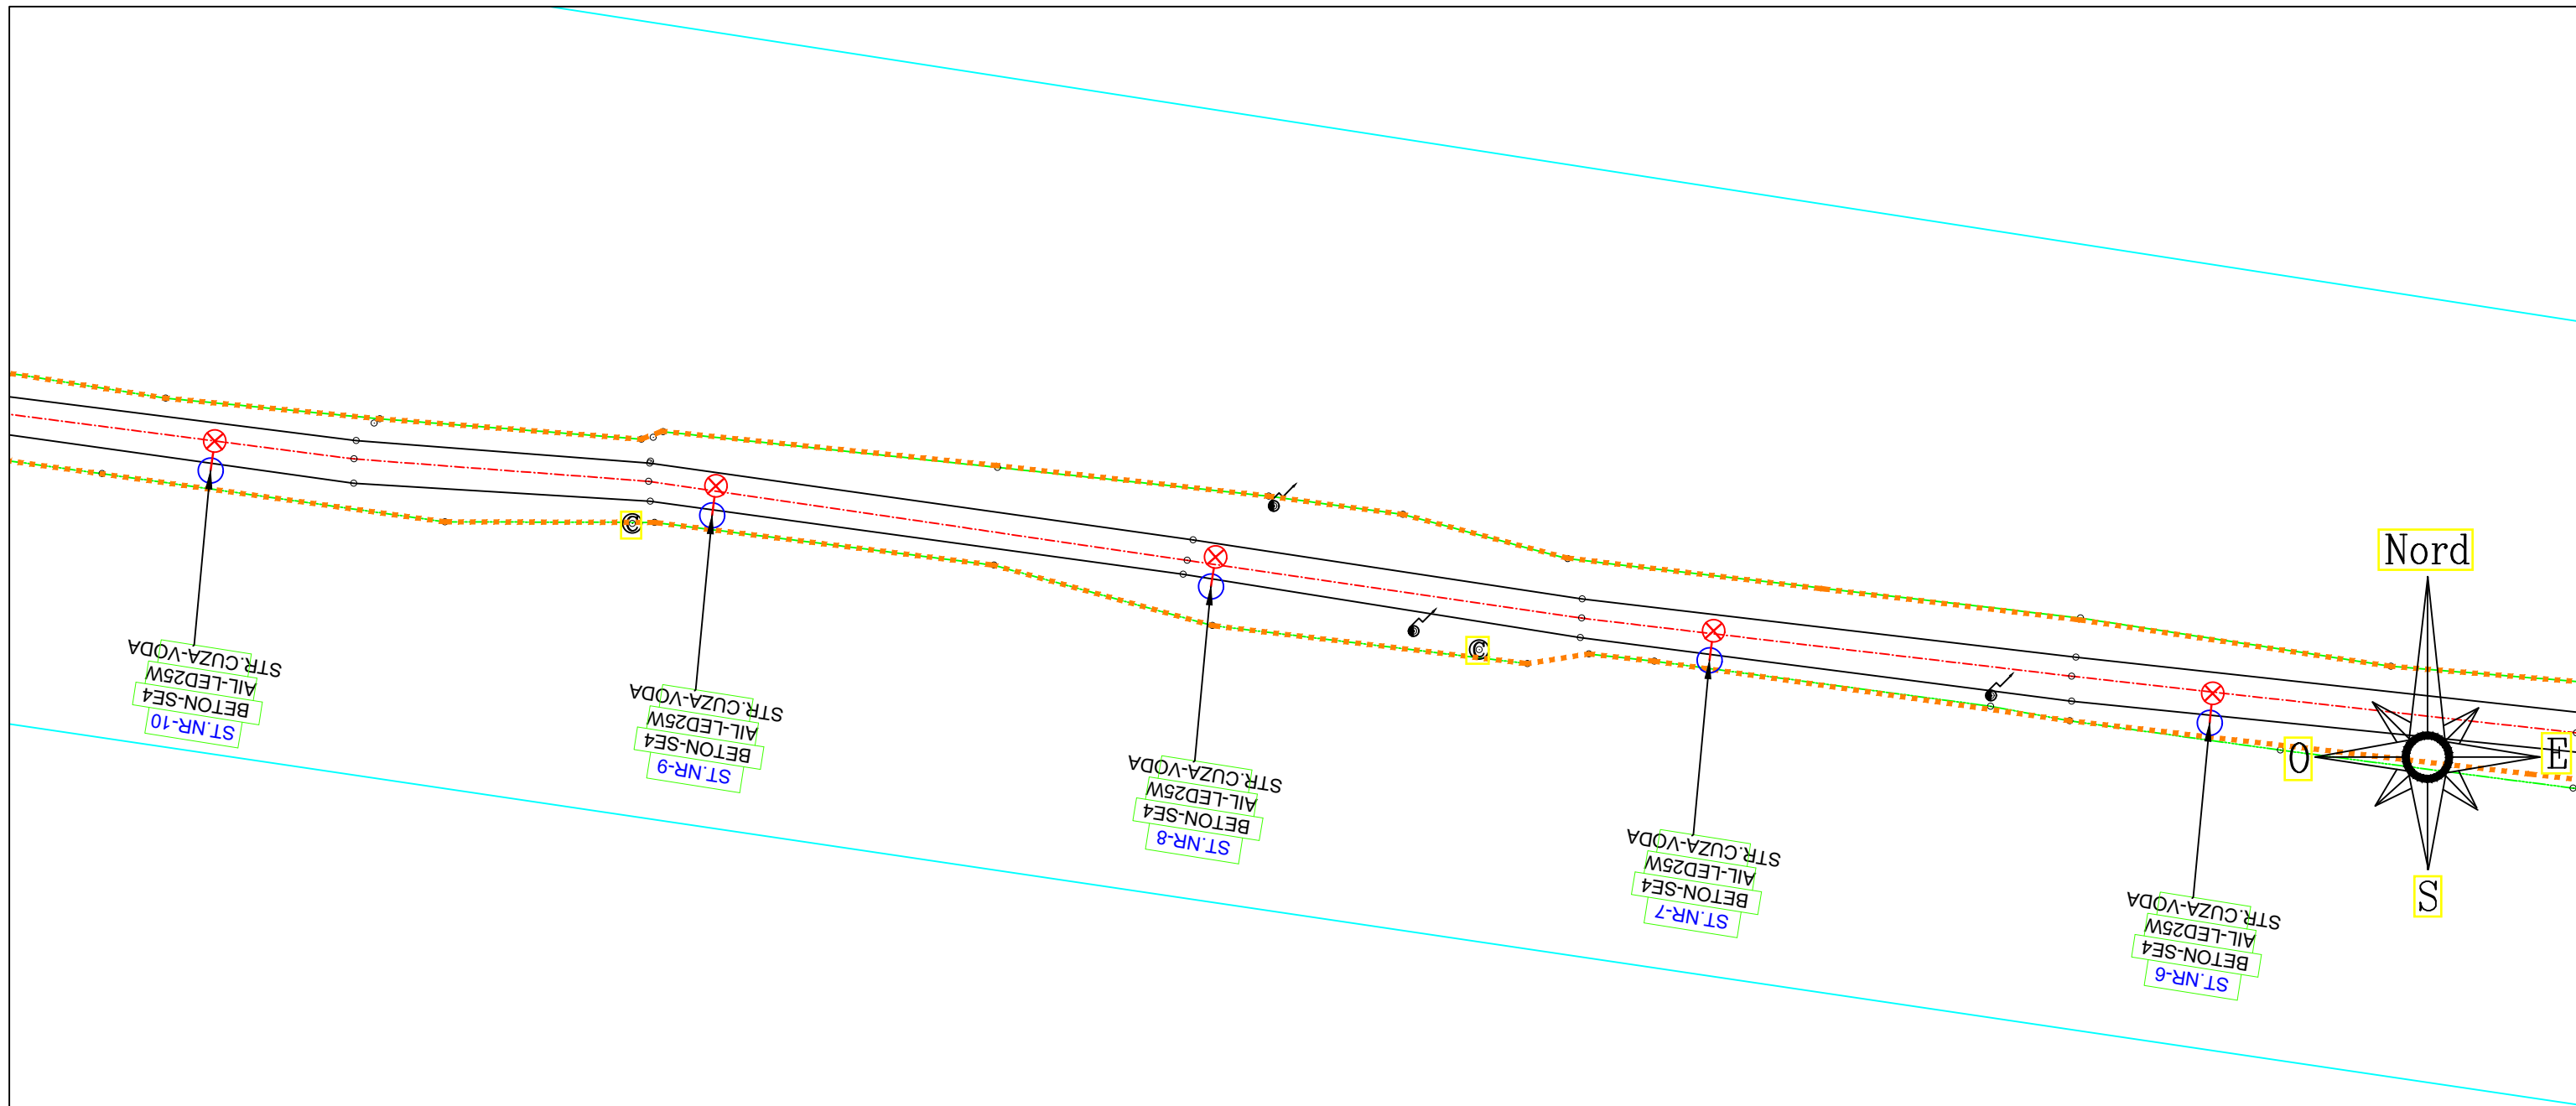 STR.CUZA-VODA
AIL-LED25W
BETON-SE4
ST.NR-10
STR.CUZA-VODA
AIL-LED25W
BETON-SE4
ST.NR-9
STR.CUZA-VODA
AIL-LED25W
BETON-SE4
ST.NR-8
STR.CUZA-VODA
AIL-LED25W
BETON-SE4
ST.NR-7
STR.CUZA-VODA
AIL-LED25W
BETON-SE4
ST.NR-6
C
C
Nord
O
E
S